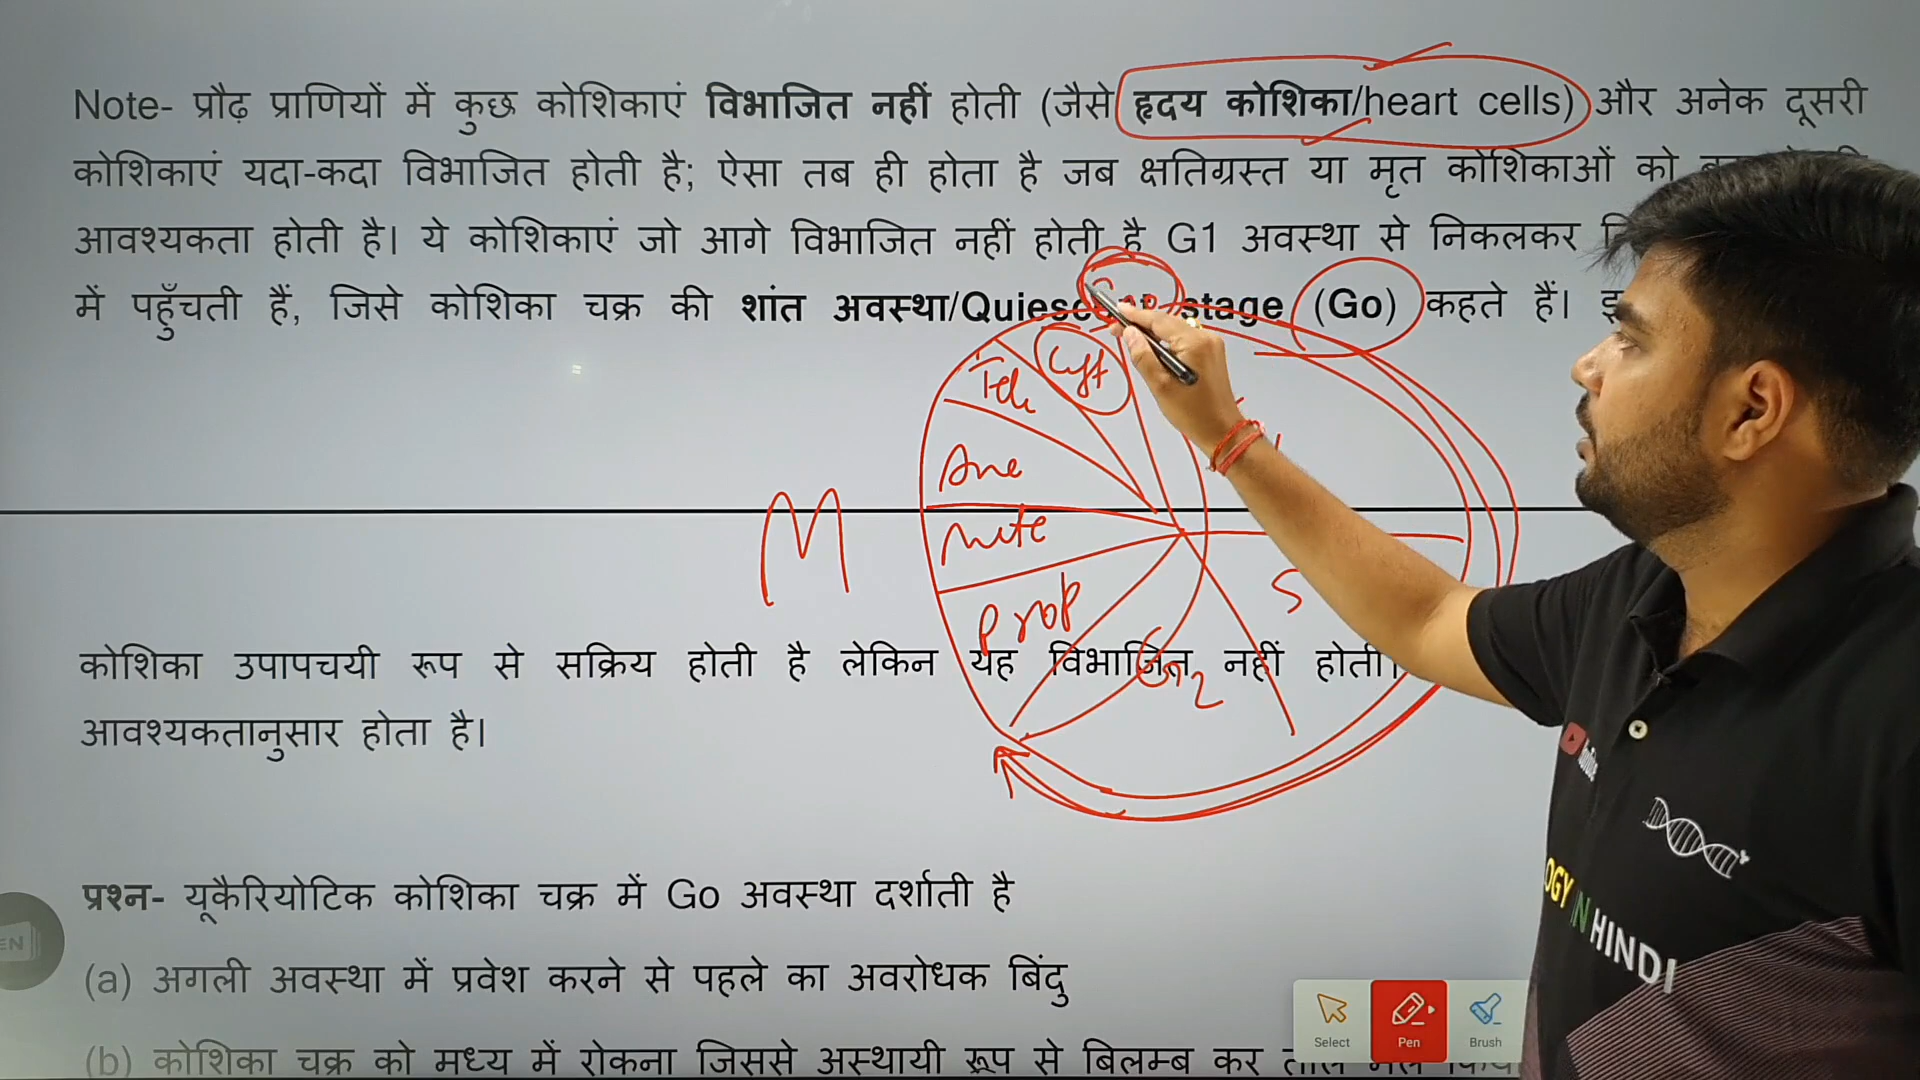 Note- प्रौढ़ प्राणियों में कुछ कोशिकाएं विभाजित नहीं होती (जैसे हृदय कोशिका/heart cells) और अनेक दूसरी
कोशिकाएं यदा-कदा विभाजित होती है; ऐसा तब ही होता है जब क्षतिग्रस्त या मृत कोशिकाओं को
आवश्यकता होती है। ये कोशिकाएं जो आगे विभाजित नहीं होती है G1 अवस्था से निकलकर
में पहुँचती हैं, जिसे कोशिका चक्र की शांत अवस्था/ stage (Go) कहते हैं।
Telo
Cyt
Ana
M
Meta
Prop
S
G2
कोशिका उपापचयी रूप से सक्रिय होती है लेकिन यह विभाजित नहीं होती।
आवश्यकतानुसार होता है।
प्रश्न- यूकैरियोटिक कोशिका चक्र में Go अवस्था दर्शाती है
(a) अगली अवस्था में प्रवेश करने से पहले का अवरोधक बिंदु
(b) कोशिका चक्र को मध्य में रोकना जिससे अस्थायी रूप से बिलम्ब कर
EN
Select
Pen
Brush
OGY IN HINDI